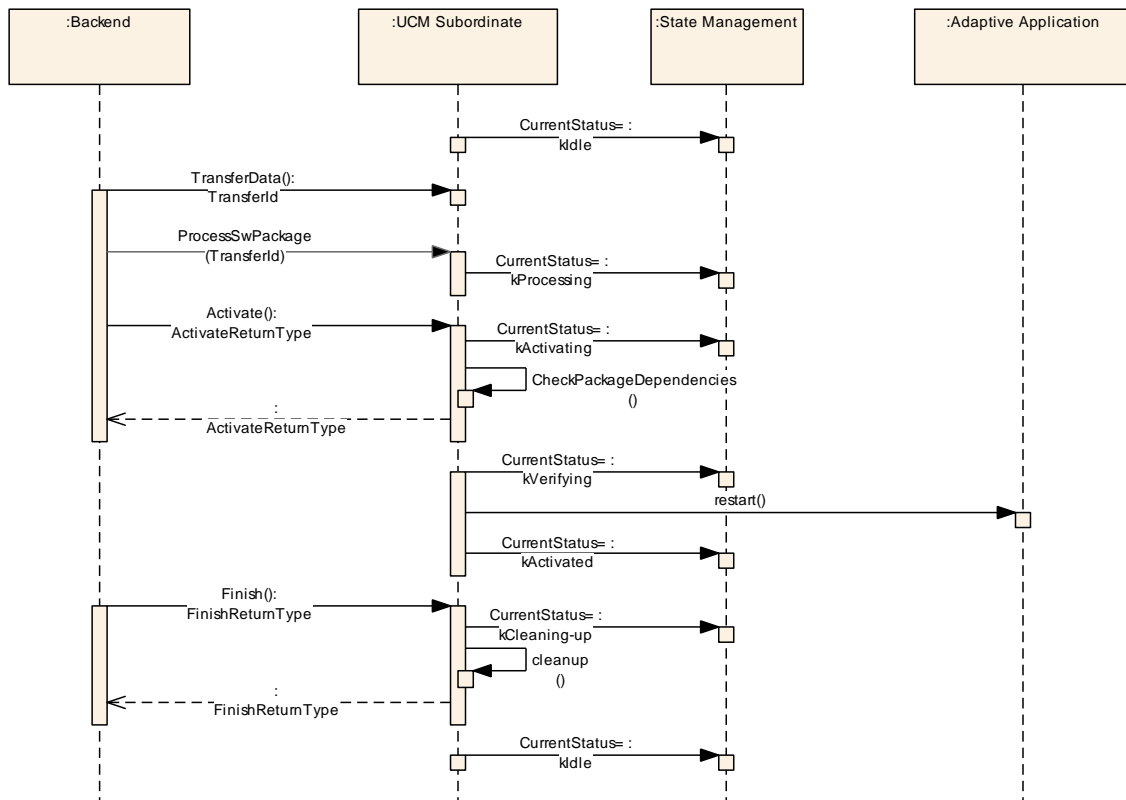 :Backend
:UCM Subordinate
:State Management
:Adaptive Application
CurrentStatus= :
kIdle
TransferData():
TransferId
ProcessSwPackage
(TransferId)
CurrentStatus= :
kProcessing
Activate():
ActivateReturnType
CurrentStatus= :
kActivating
CheckPackageDependencies
()
:
ActivateReturnType
CurrentStatus= :
kVerifying
restart()
CurrentStatus= :
kActivated
Finish():
FinishReturnType
CurrentStatus= :
kCleaning-up
cleanup
()
:
FinishReturnType
CurrentStatus= :
kIdle